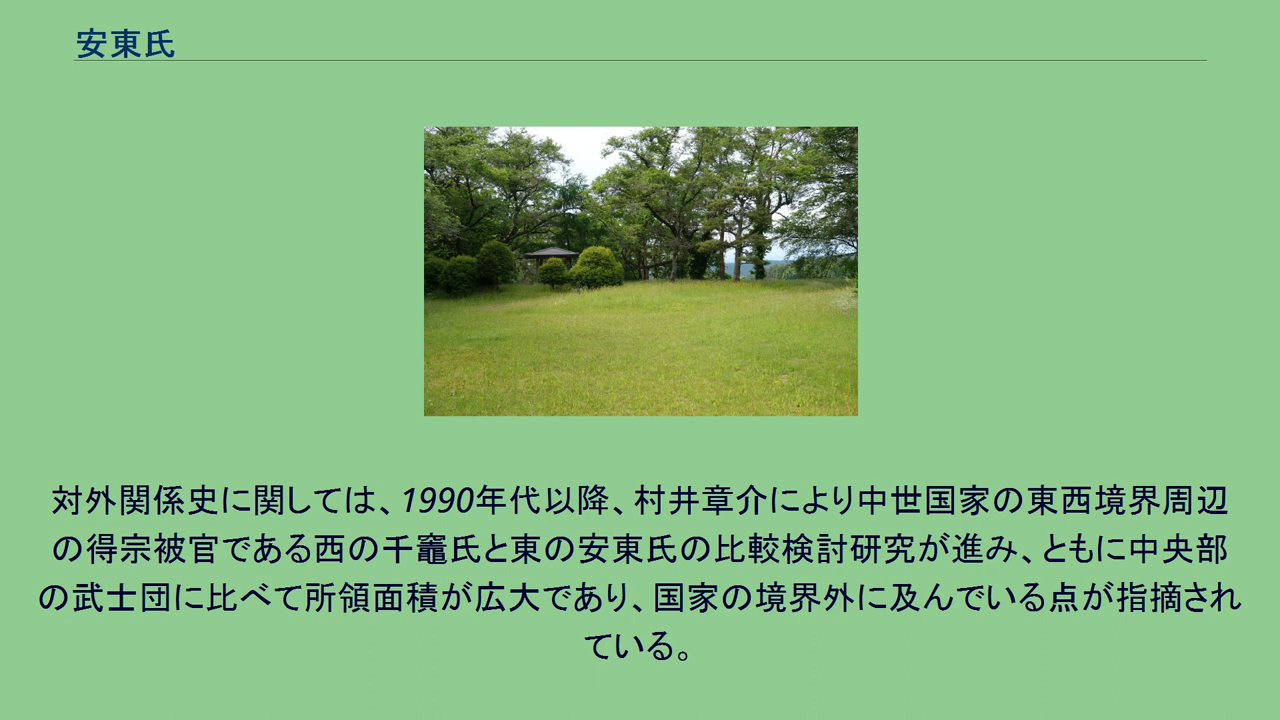 安東氏
対外関係史に関しては、1990年代以降、村井章介により中世国家の東西境界周辺
の得宗被官である西の千竈氏と東の安東氏の比較検討研究が進み、ともに中央部
の武士団に比べて所領面積が広大であり、国家の境界外に及んでいる点が指摘され
ている。